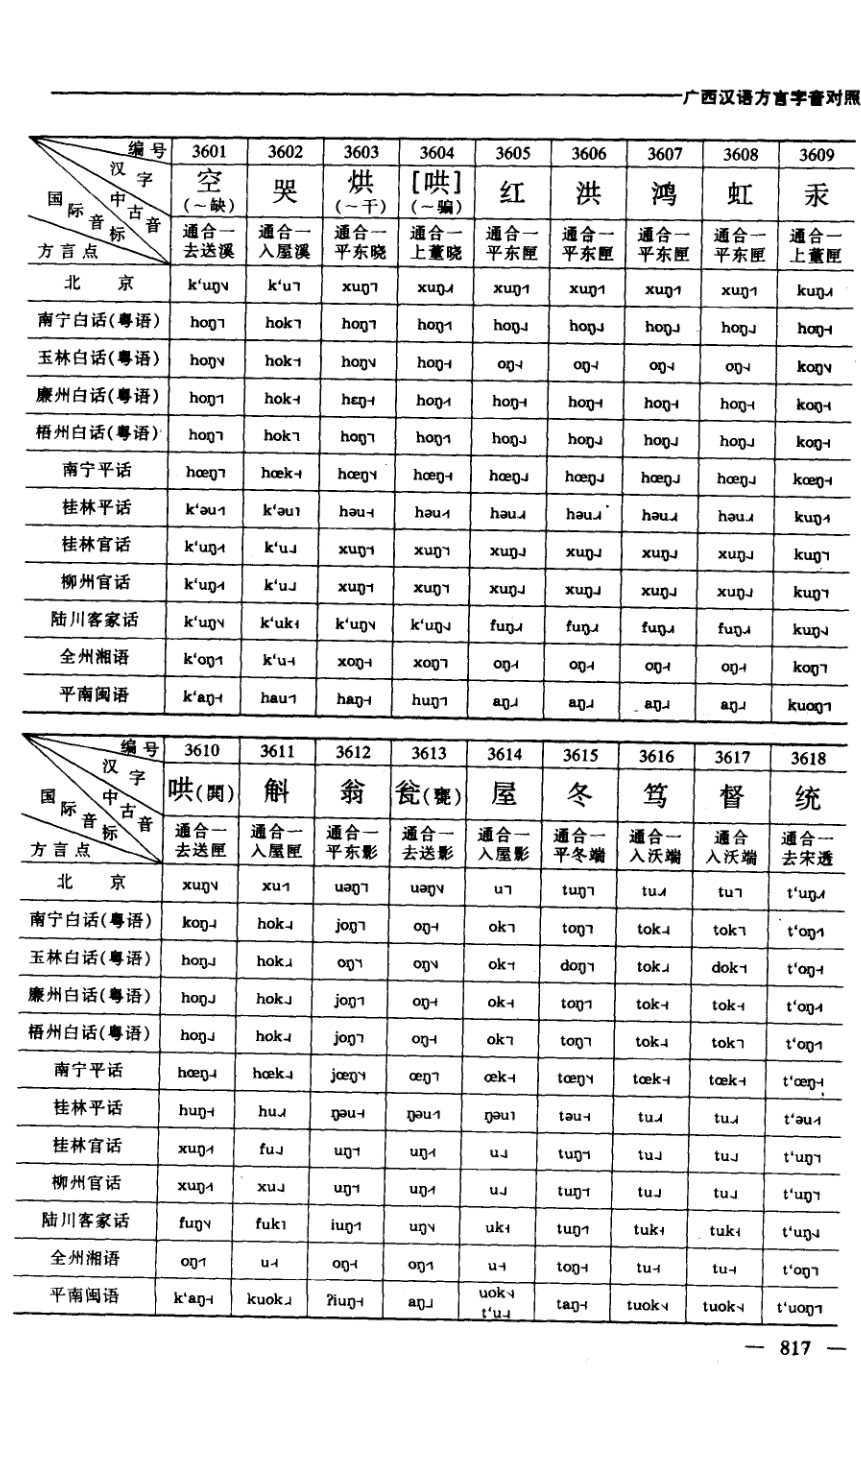 广西汉语方言字音对照
编号 3601 3602 3603 3604 3605 3606 3607 3608 3609
汉字 空 哭 烘 [哄] 红 洪 鸿 虹 汞
(～缺) (～干) (～骗)
国际音标 中古音 通合一 通合一 通合一 通合一 通合一 通合一 通合一 通合一 通合一
方言点 去送溪 入屋溪 平东晓 上董晓 平东匣 平东匣 平东匣 平东匣 上董匣
北京 k‘uŋ˥˩ k‘u˥ xuŋ˥ xuŋ xuŋ xuŋ xuŋ xuŋ kuŋ
南宁白话(粤语) hoŋ hok hoŋ hoŋ hoŋ hoŋ hoŋ hoŋ hoŋ
玉林白话(粤语) hoŋ hok hoŋ hoŋ oŋ oŋ oŋ oŋ koŋ
廉州白话(粤语) hoŋ hok hɛŋ hoŋ hoŋ hoŋ hoŋ hoŋ koŋ
梧州白话(粤语) hoŋ hok hoŋ hoŋ hoŋ hoŋ hoŋ hoŋ koŋ
南宁平话 hœŋ hœk hœŋ hœŋ hœŋ hœŋ hœŋ hœŋ kœŋ
桂林平话 k‘əu k‘əu həu həu həu həu həu həu kuŋ
桂林官话 k‘uŋ k‘u xuŋ xuŋ xuŋ xuŋ xuŋ xuŋ kuŋ
柳州官话 k‘uŋ k‘u xuŋ xuŋ xuŋ xuŋ xuŋ xuŋ kuŋ
陆川客家话 k‘uŋ k‘uk k‘uŋ k‘uŋ fuŋ fuŋ fuŋ fuŋ kuŋ
全州湘语 k‘oŋ k‘u xoŋ xoŋ oŋ oŋ oŋ oŋ koŋ
平南闽语 k‘aŋ hau haŋ huŋ aŋ aŋ aŋ aŋ kuoŋ
编号 3610 3611 3612 3613 3614 3615 3616 3617 3618
汉字 哄(鬨) 斛 翁 瓮(甕) 屋 冬 笃 督 统
国际音标 中古音 通合一 通合一 通合一 通合一 通合一 通合一 通合一 通合 通合一
方言点 去送匣 入屋匣 平东影 去送影 入屋影 平冬端 入沃端 入沃端 去宋透
北京 xuŋ xu uəŋ uəŋ u tuŋ tu tu t‘uŋ
南宁白话(粤语) koŋ hok joŋ oŋ ok toŋ tok tok t‘oŋ
玉林白话(粤语) hoŋ hok oŋ oŋ ok doŋ tok dok t‘oŋ
廉州白话(粤语) hoŋ hok joŋ oŋ ok toŋ tok tok t‘oŋ
梧州白话(粤语) hoŋ hok joŋ oŋ ok toŋ tok tok t‘oŋ
南宁平话 hœŋ hœk jœŋ œŋ œk tœŋ tœk tœk t‘œŋ
桂林平话 huŋ hu ŋəu ŋəu ŋəu təu tu tu t‘əu
桂林官话 xuŋ fu uŋ uŋ u tuŋ tu tu t‘uŋ
柳州官话 xuŋ xu uŋ uŋ u tuŋ tu tu t‘uŋ
陆川客家话 fuŋ fuk iuŋ uŋ uk tuŋ tuk tuk t‘uŋ
全州湘语 oŋ u oŋ oŋ u toŋ tu tu t‘oŋ
平南闽语 k‘aŋ kuok ʔiuŋ aŋ uok t‘u taŋ tuok tuok t‘uoŋ
— 817 —